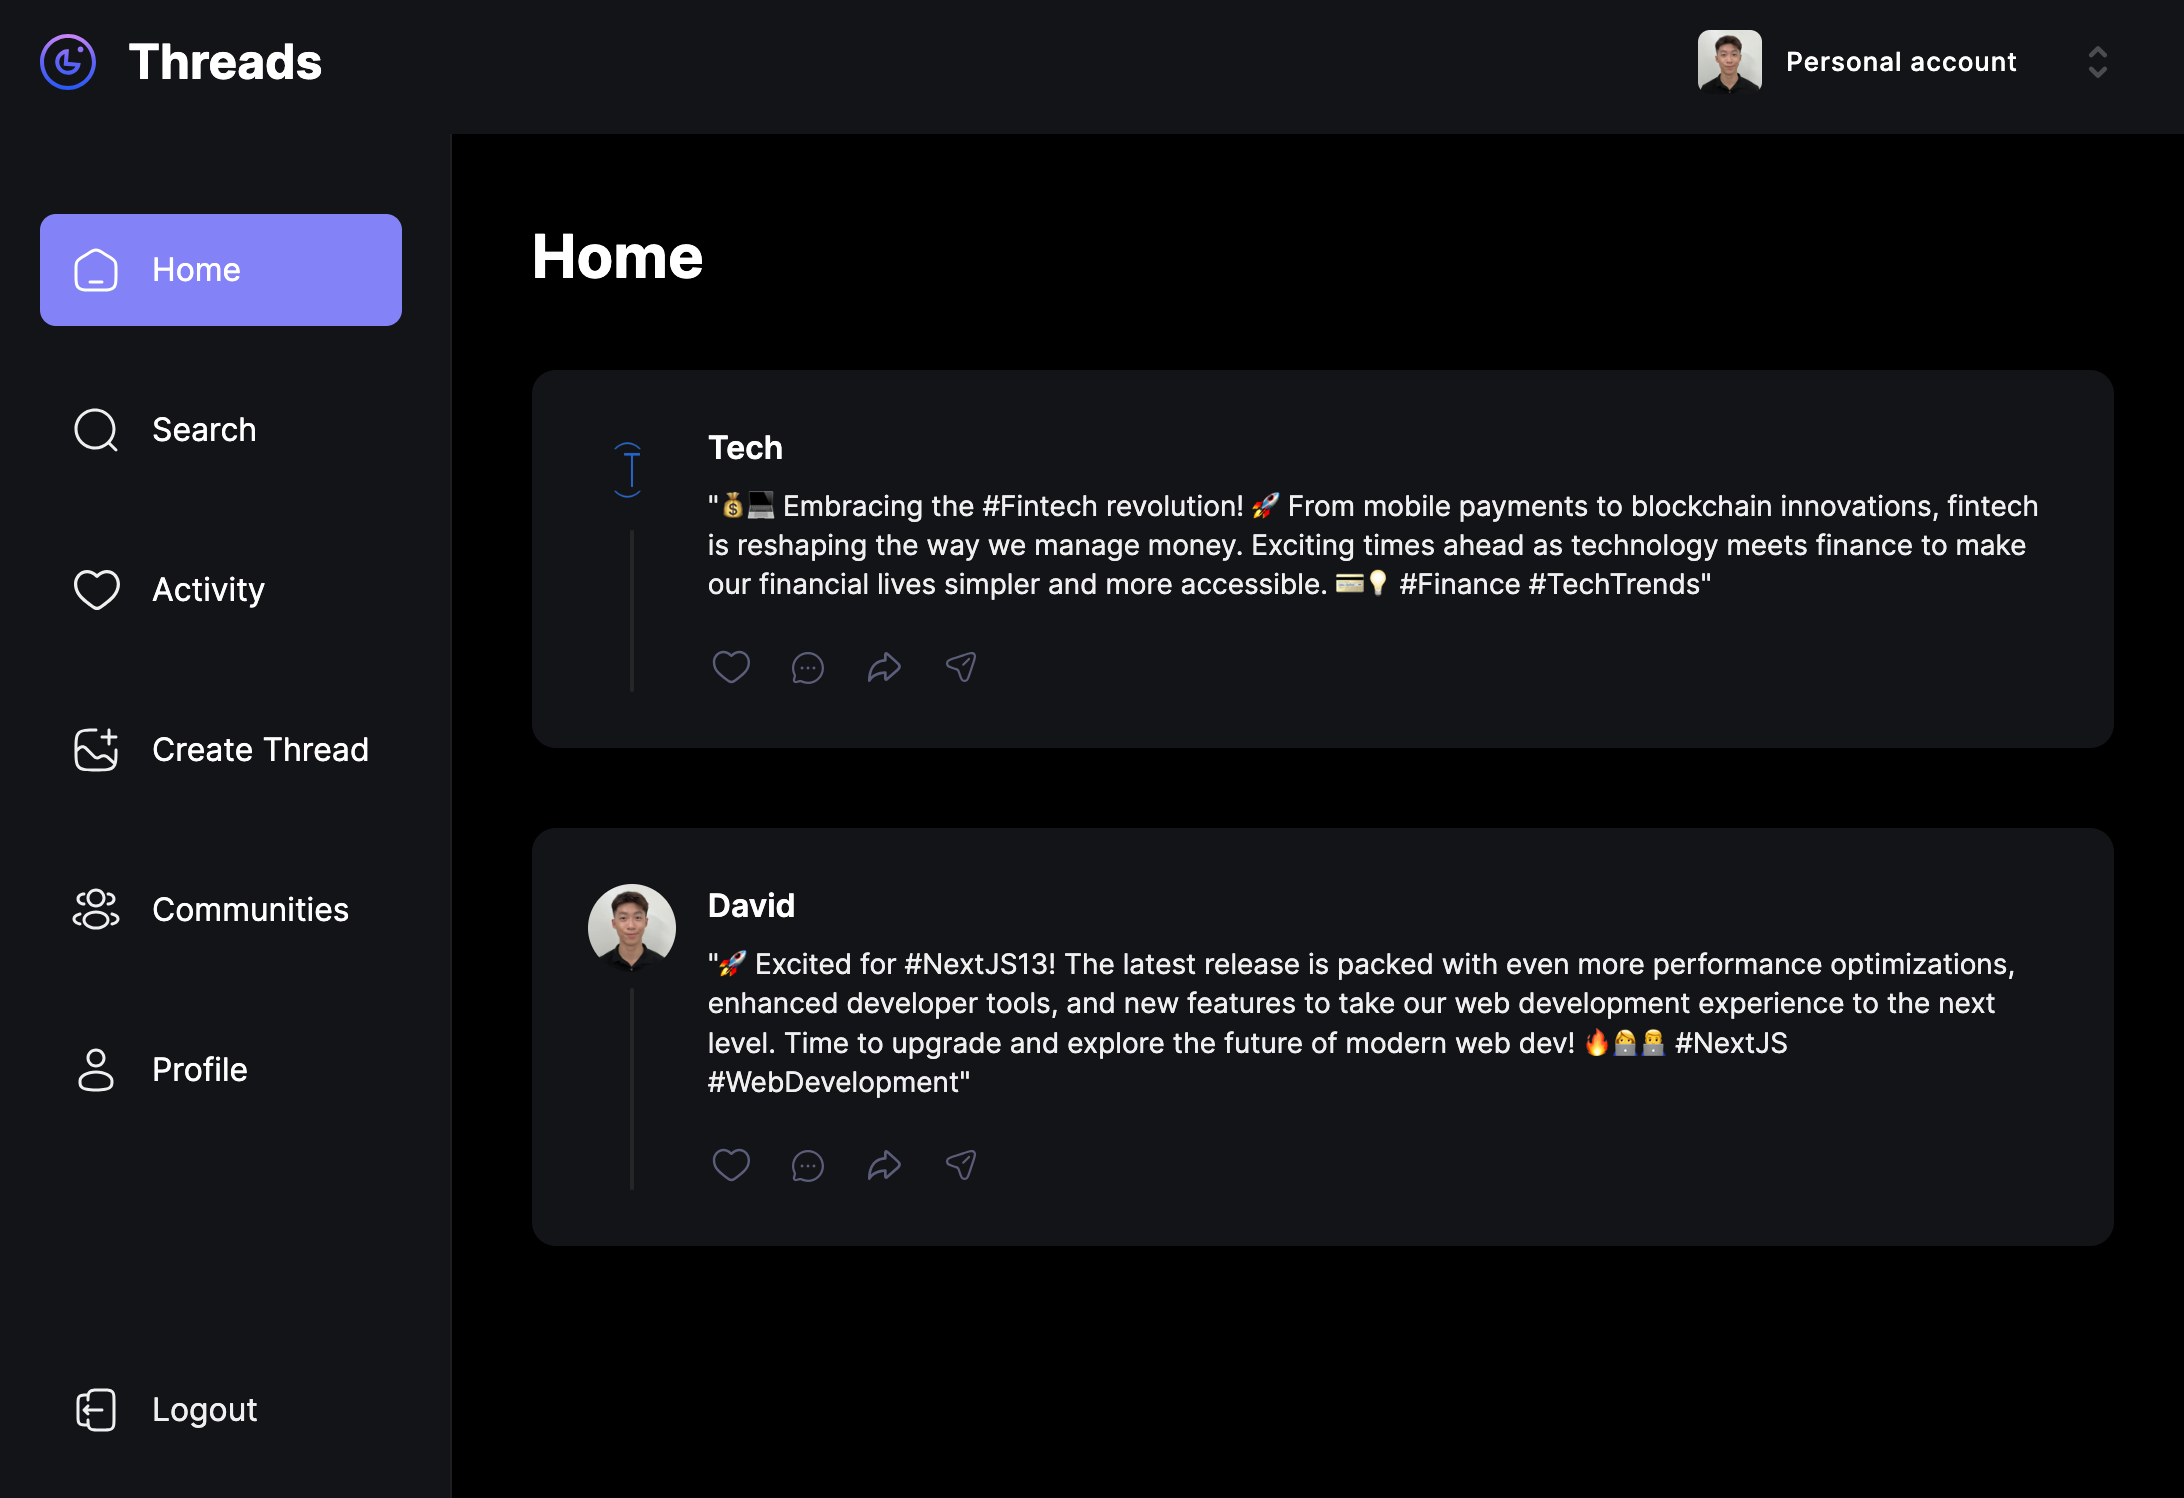 Threads
Personal account
Home
Search
Activity
Create Thread
Communities
Profile
Logout
Home
T
Tech
"💰💻 Embracing the #Fintech revolution! 🚀 From mobile payments to blockchain innovations, fintech
is reshaping the way we manage money. Exciting times ahead as technology meets finance to make
our financial lives simpler and more accessible. 💳💡 #Finance #TechTrends"
David
"🚀 Excited for #NextJS13! The latest release is packed with even more performance optimizations,
enhanced developer tools, and new features to take our web development experience to the next
level. Time to upgrade and explore the future of modern web dev! 🔥👩‍💻👨‍💻 #NextJS
#WebDevelopment"